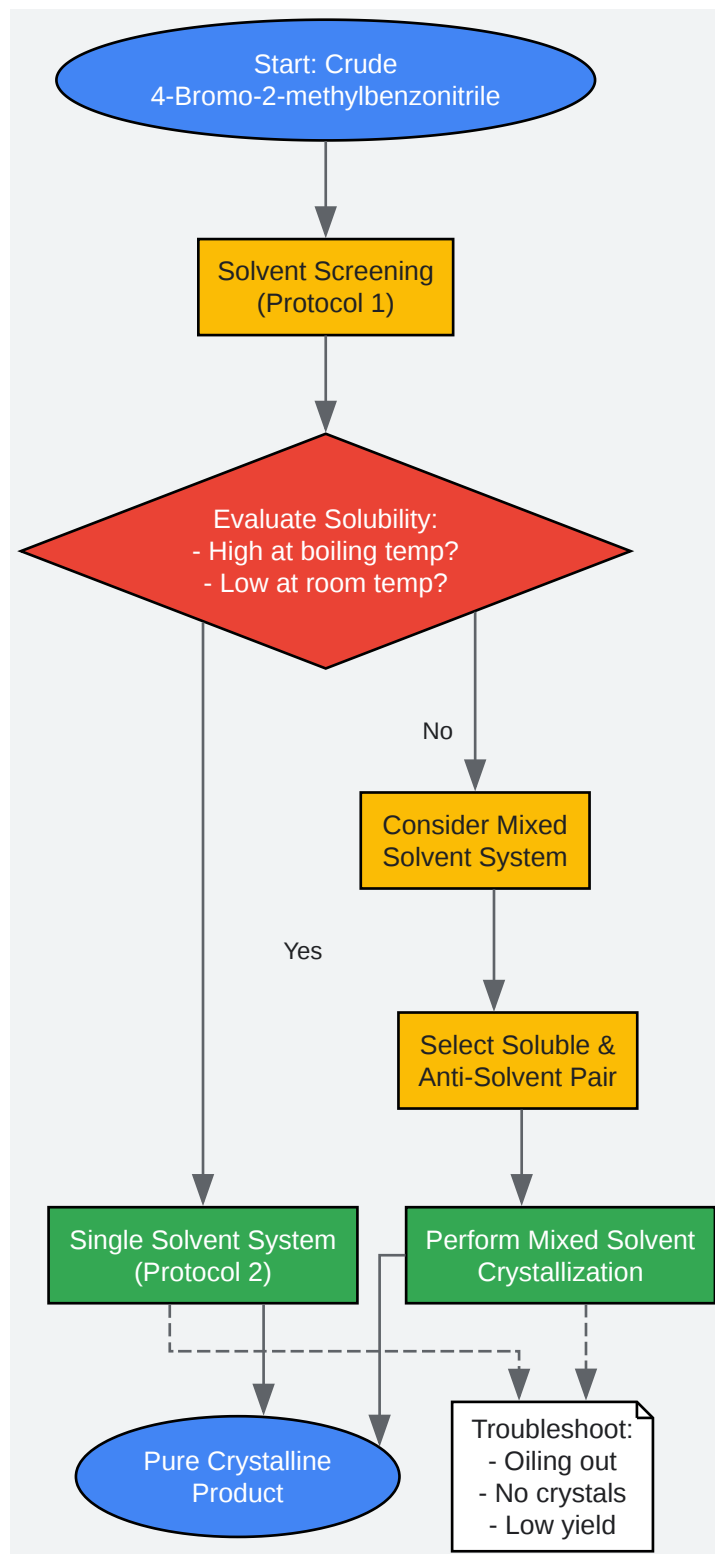 Start: Crude
4-Bromo-2-methylbenzonitrile
Solvent Screening
(Protocol 1)
Evaluate Solubility:
- High at boiling temp?
- Low at room temp?
No
Consider Mixed
Solvent System
Yes
Select Soluble &
Anti-Solvent Pair
Single Solvent System
(Protocol 2)
Perform Mixed Solvent
Crystallization
Pure Crystalline
Product
Troubleshoot:
- Oiling out
- No crystals
- Low yield